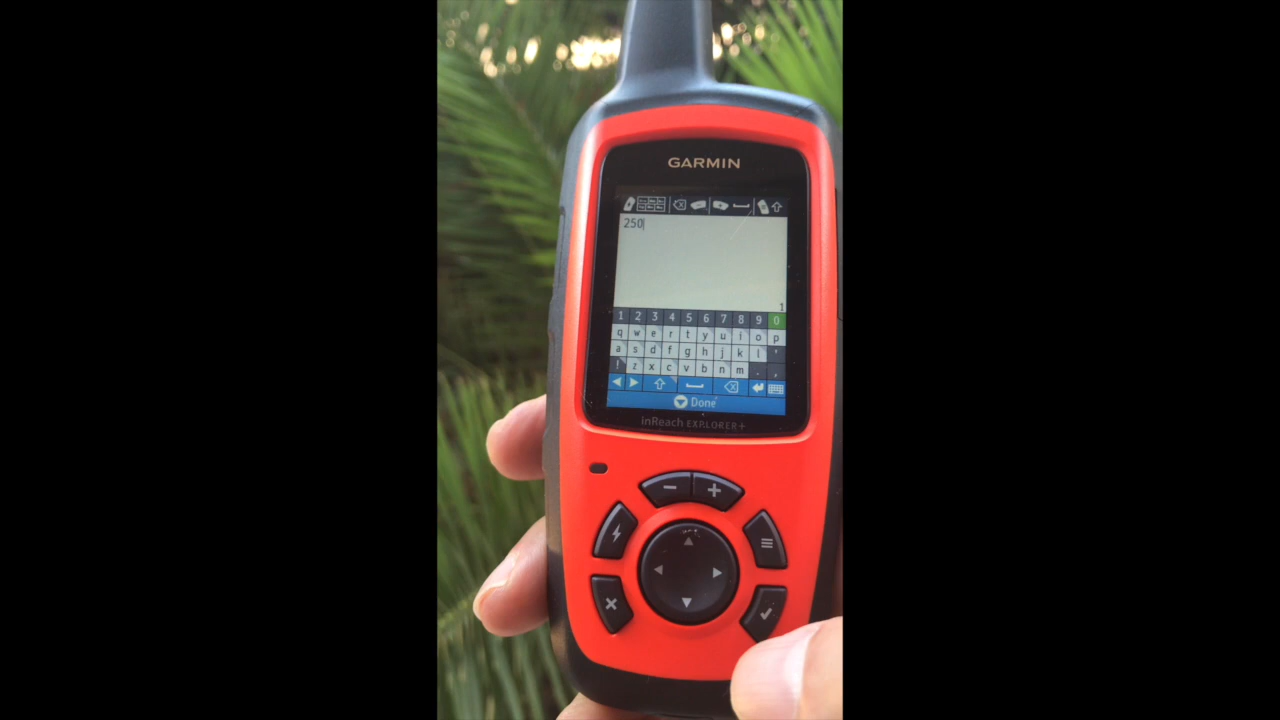 GARMIN
250
1
1 2 3 4 5 6 7 8 9 0
q w e r t y u i o p
a s d f g h j k l '
! z x c v b n m . ,
Done
inReach EXPLORER+